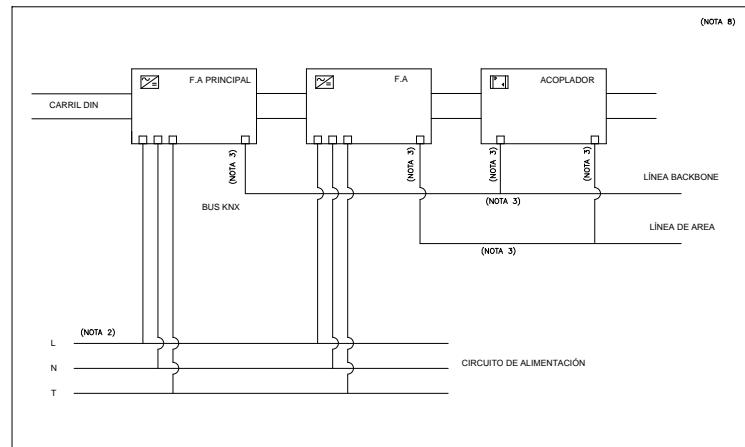 (NOTA 8)
F.A PRINCIPAL
F.A
ACOPLADOR
CARRIL DIN
(NOTA 3)
(NOTA 3)
(NOTA 3)
(NOTA 3)
LÍNEA BACKBONE
(NOTA 3)
BUS KNX
LÍNEA DE AREA
(NOTA 3)
(NOTA 2)
L
CIRCUITO DE ALIMENTACIÓN
N
T